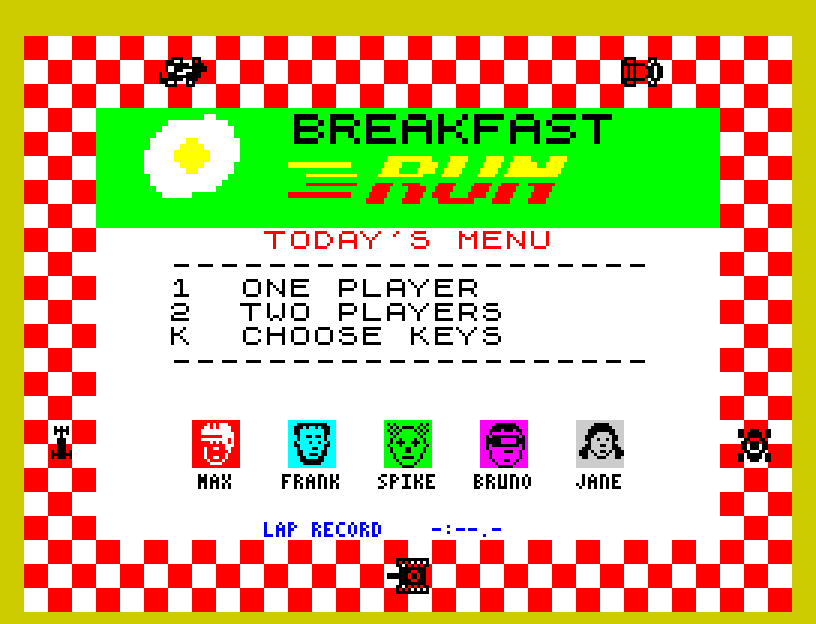 BREAKFAST
RUN
TODAY'S MENU
--------------------
1 ONE PLAYER
2 TWO PLAYERS
K CHOOSE KEYS
--------------------
MAX FRANK SPIKE BRUNO JANE
LAP RECORD -:--.-